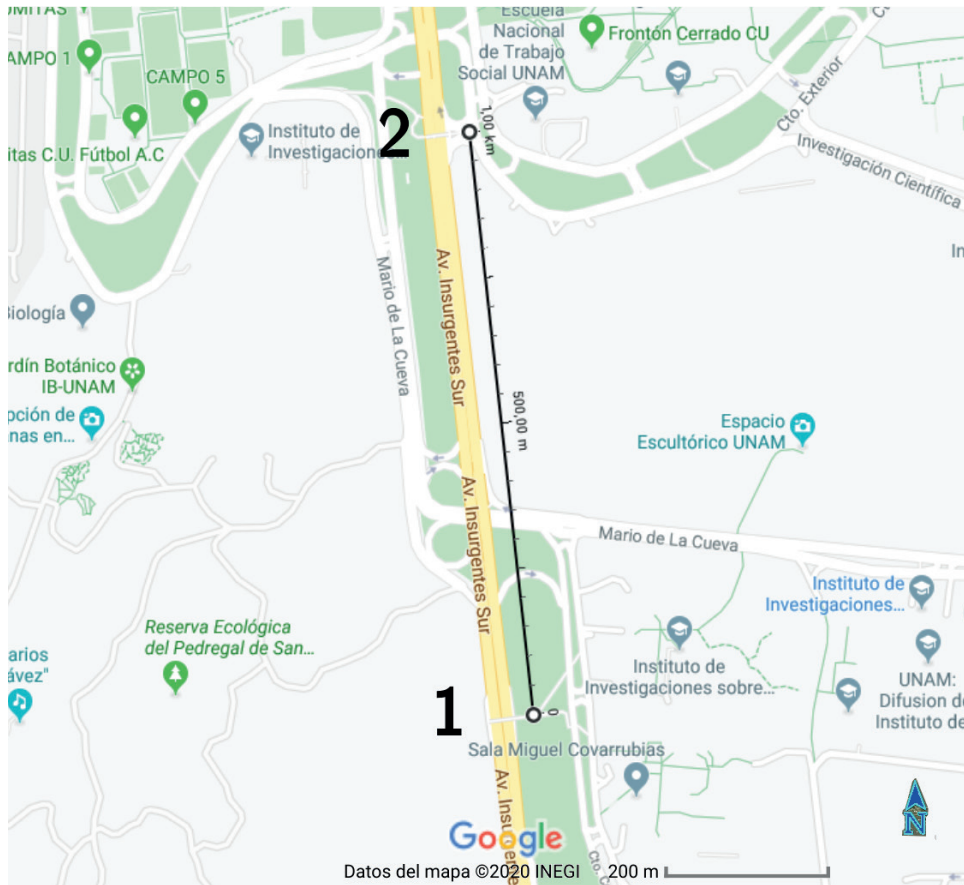 Escuela
Nacional
de Trabajo
Social UNAM
Frontón Cerrado CU
CAMPO 1
CAMPO 5
2
1,00 km
Cto. Exterior
Instituto de
itas C.U. Fútbol A.C
Investigación Científica
Mario de La Cueva
Av. Insurgentes Sur
Biología
rdín Botánico
IB-UNAM
pción de
nas en...
500,00 m
Espacio
Escultórico UNAM
Av. Insurgentes Sur
Mario de La Cueva
Instituto de
Investigaciones...
Reserva Ecológica
del Pedregal de San...
arios
ávez"
Instituto de
Investigaciones sobre...
UNAM:
Difusion de
Instituto de
1
0
Sala Miguel Covarrubias
N
Google
Datos del mapa ©2020 INEGI 200 m